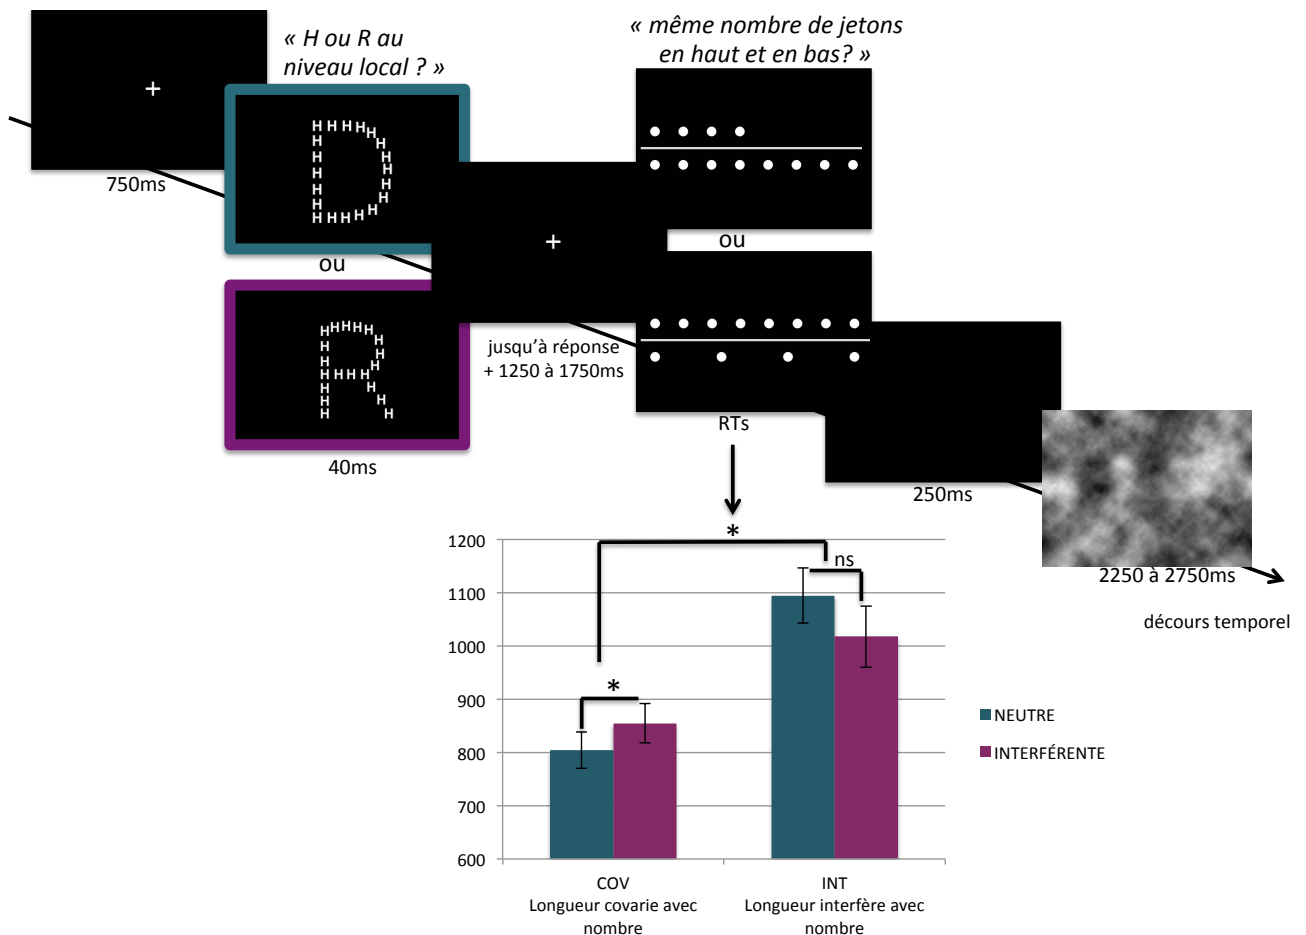 « H ou R au
niveau local ? »
« même nombre de jetons
en haut et en bas? »
+
750ms
H H H H H H H H H H H H H H H H H H H H H H H H
ou
H H H H H H H H H H H H H H H H H H H H H H H
40ms
+
jusqu'à réponse
+ 1250 à 1750ms
ou
RTs
250ms
2250 à 2750ms
décours temporel
1200
1100
1000
900
800
700
600
*
*
ns
NEUTRE
INTERFÉRENTE
COV
Longueur covarie avec
nombre
INT
Longueur interfère avec
nombre